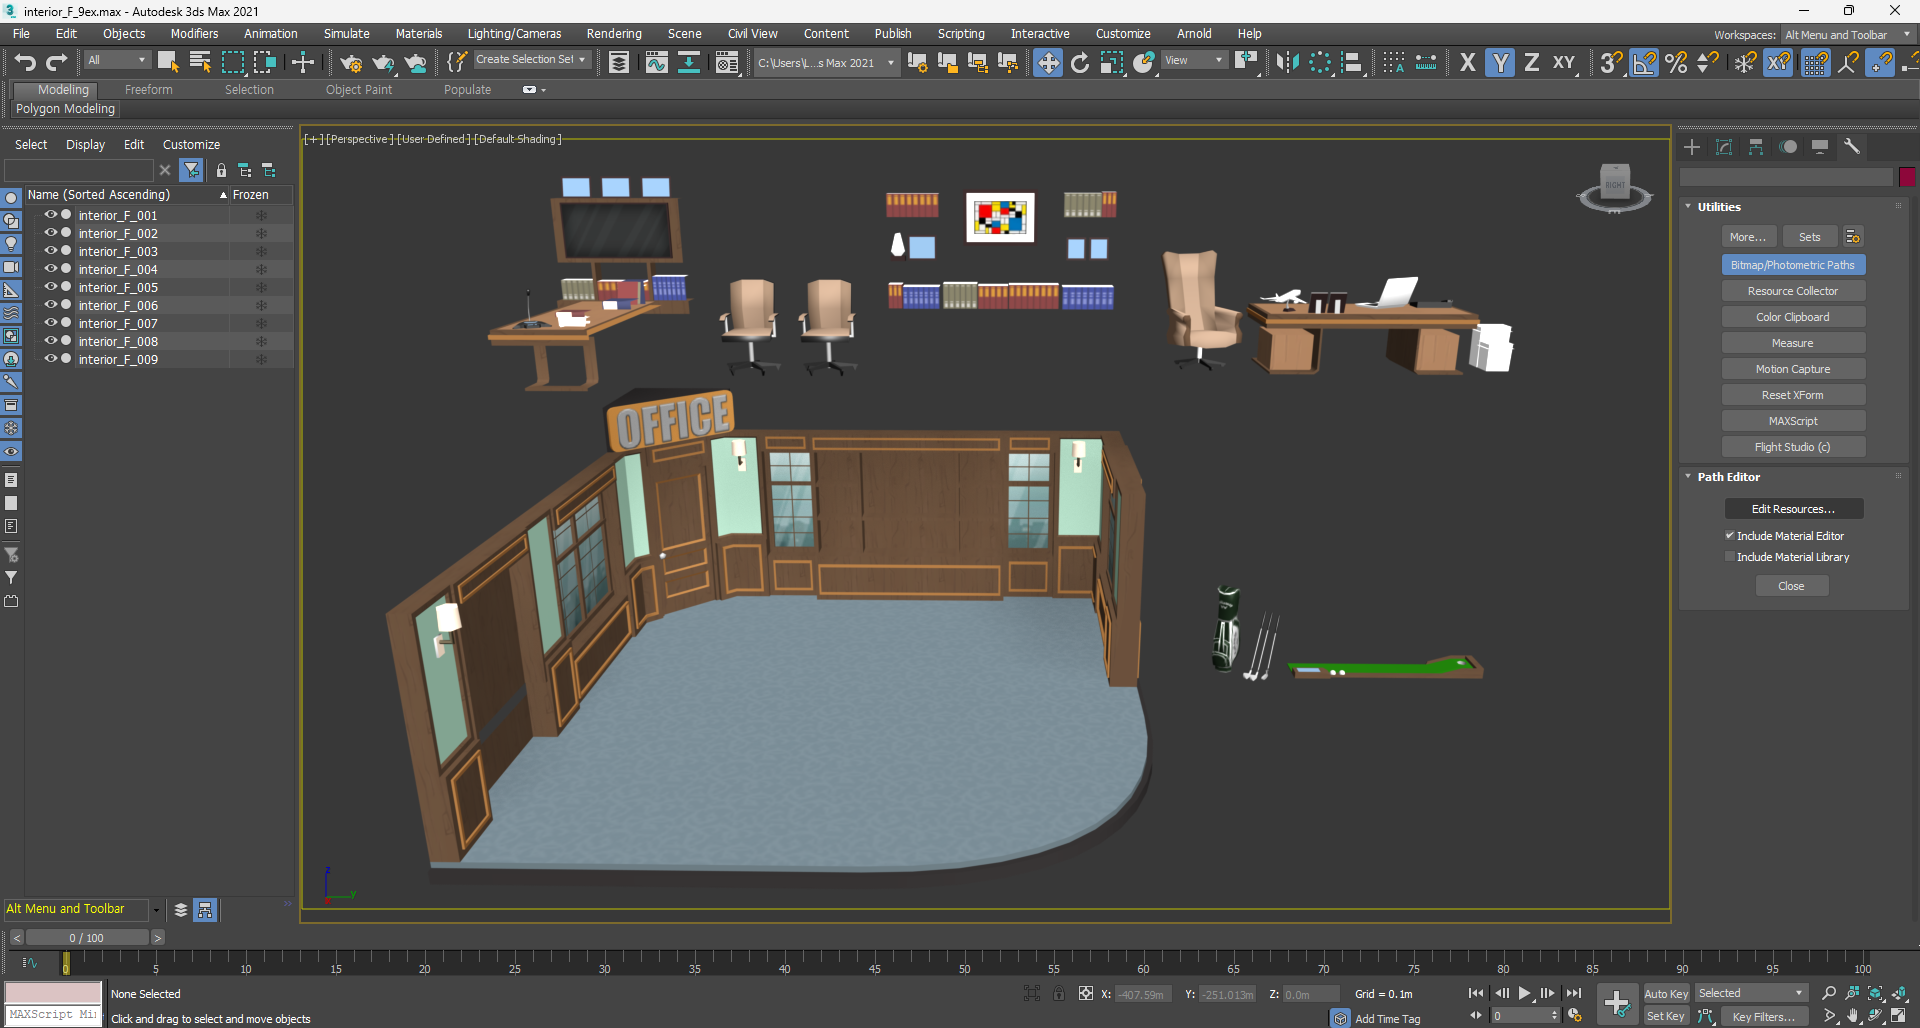 interior_F_9ex.max - Autodesk 3ds Max 2021
File Edit Objects Modifiers Animation Simulate Materials Lighting/Cameras Rendering Scene Civil View Content Publish Scripting Interactive Customize Arnold Help
Workspaces: Alt Menu and Toolbar
All
Create Selection Set
C:\Users\L...s Max 2021
View
X Y Z XY
Modeling Freeform Selection Object Paint Populate
Polygon Modeling
Select Display Edit Customize
[+] [Perspective] [User Defined] [Default Shading]
Name (Sorted Ascending) Frozen
interior_F_001
interior_F_002
interior_F_003
interior_F_004
interior_F_005
interior_F_006
interior_F_007
interior_F_008
interior_F_009
RIGHT
OFFICE
Utilities
More... Sets
Bitmap/Photometric Paths
Resource Collector
Color Clipboard
Measure
Motion Capture
Reset XForm
MAXScript
Flight Studio (c)
Path Editor
Edit Resources...
Include Material Editor
Include Material Library
Close
z
Y
Alt Menu and Toolbar
< 0 / 100 >
0 5 10 15 20 25 30 35 40 45 50 55 60 65 70 75 80 85 90 95 100
None Selected
X: -407.59m Y: -251.013m Z: 0.0m Grid = 0.1m
Auto Key Selected
MAXScript Mi
Click and drag to select and move objects
Add Time Tag
0
Set Key Key Filters...